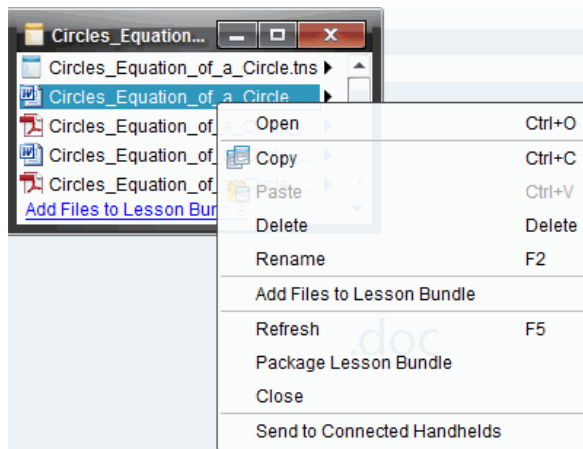 Circles_Equation...
Circles_Equation_of_a_Circle.tns
Circles_Equation_of_a_Circle
Circles_Equation_of
Circles_Equation_of
Circles_Equation_of
Add Files to Lesson Bun
Open Ctrl+O
Copy Ctrl+C
Paste Ctrl+V
Delete Delete
Rename F2
Add Files to Lesson Bundle
Refresh F5
.doc
Package Lesson Bundle
Close
Send to Connected Handhelds